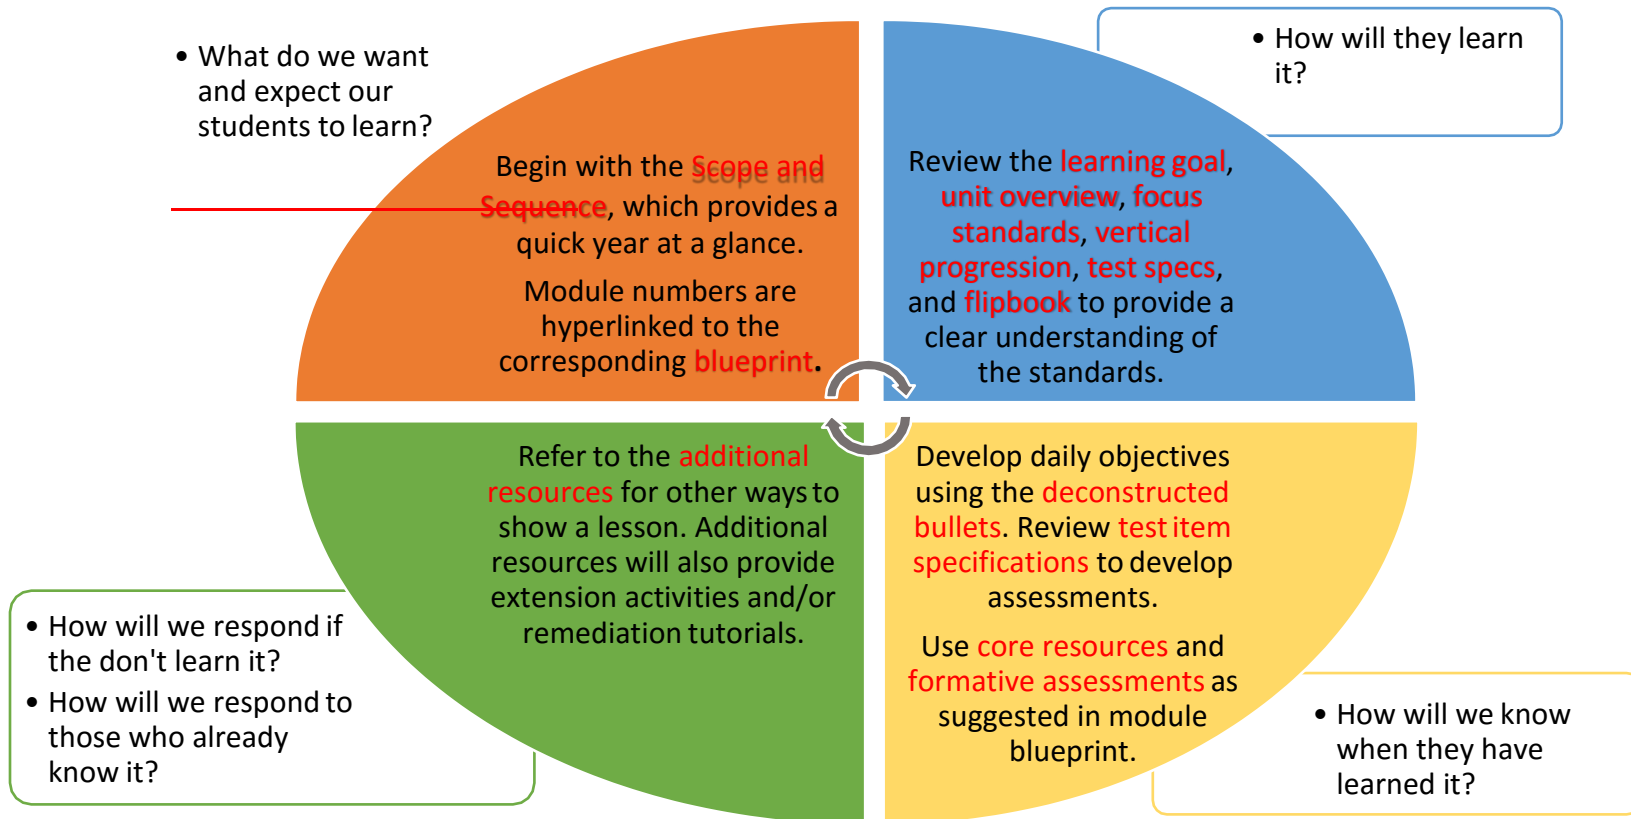 • What do we want
and expect our
students to learn?
Begin with the Scope and
Sequence, which provides a
quick year at a glance.
Module numbers are
hyperlinked to the
corresponding blueprint.
• How will they learn
it?
Review the learning goal,
unit overview, focus
standards, vertical
progression, test specs,
and flipbook to provide a
clear understanding of
the standards.
Refer to the additional
resources for other ways to
show a lesson. Additional
resources will also provide
extension activities and/or
remediation tutorials.
• How will we respond if
the don't learn it?
• How will we respond to
those who already
know it?
Develop daily objectives
using the deconstructed
bullets. Review test item
specifications to develop
assessments.
Use core resources and
formative assessments as
suggested in module
blueprint.
• How will we know
when they have
learned it?